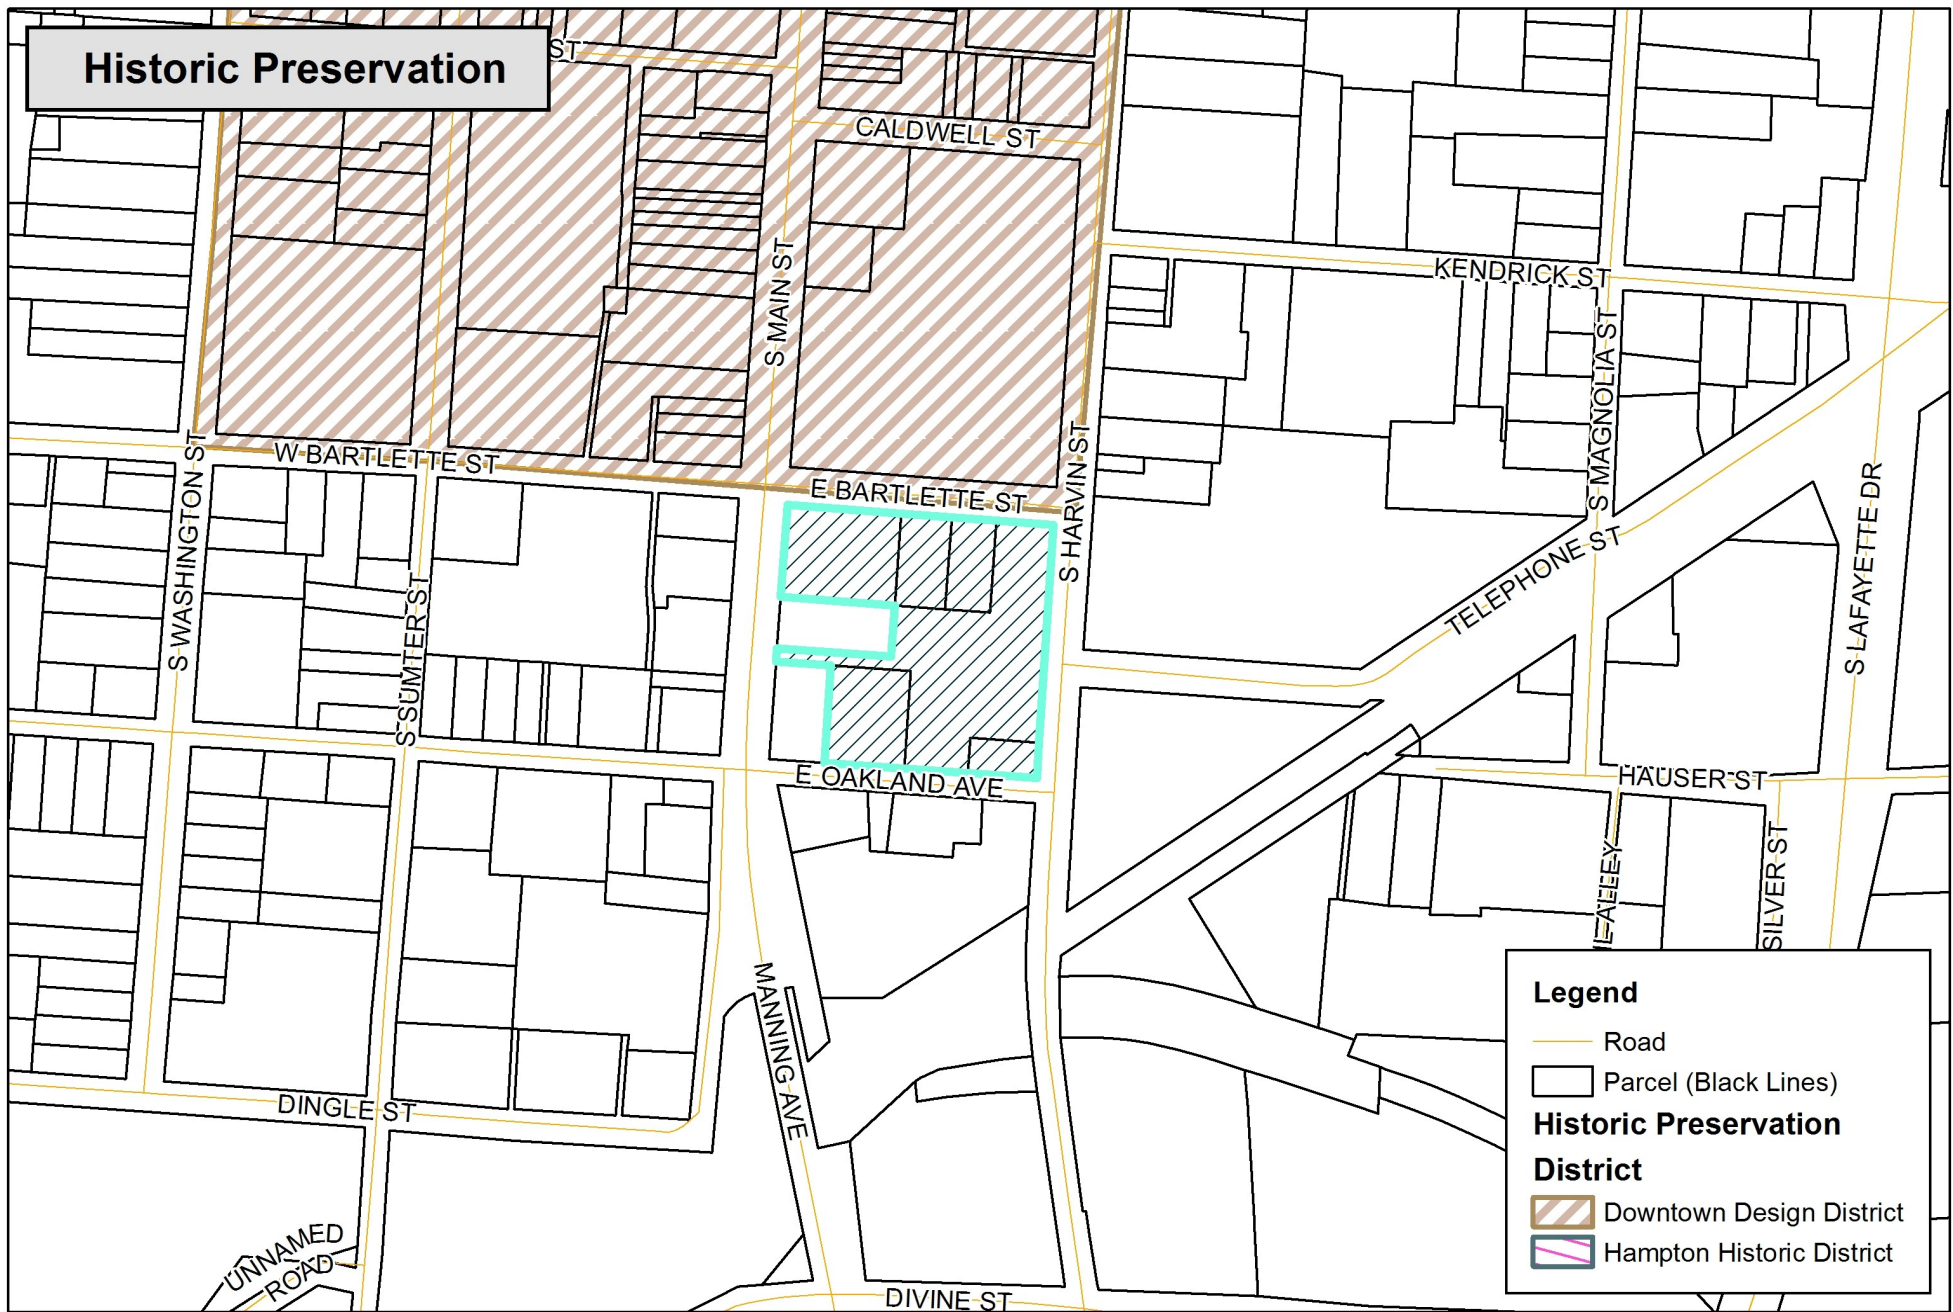 Historic Preservation
ST
CALDWELL ST
KENDRICK ST
S MAIN ST
S MAGNOLIA ST
W BARTLETTE ST
E BARTLETTE ST
S HARVIN ST
S WASHINGTON ST
S SUMTER ST
TELEPHONE ST
S LAFAYETTE DR
E OAKLAND AVE
HAUSER ST
ALLEY
SILVER ST
MANNING AVE
DINGLE ST
UNNAMED
ROAD
DIVINE ST
Legend
Road
Parcel (Black Lines)
Historic Preservation
District
Downtown Design District
Hampton Historic District